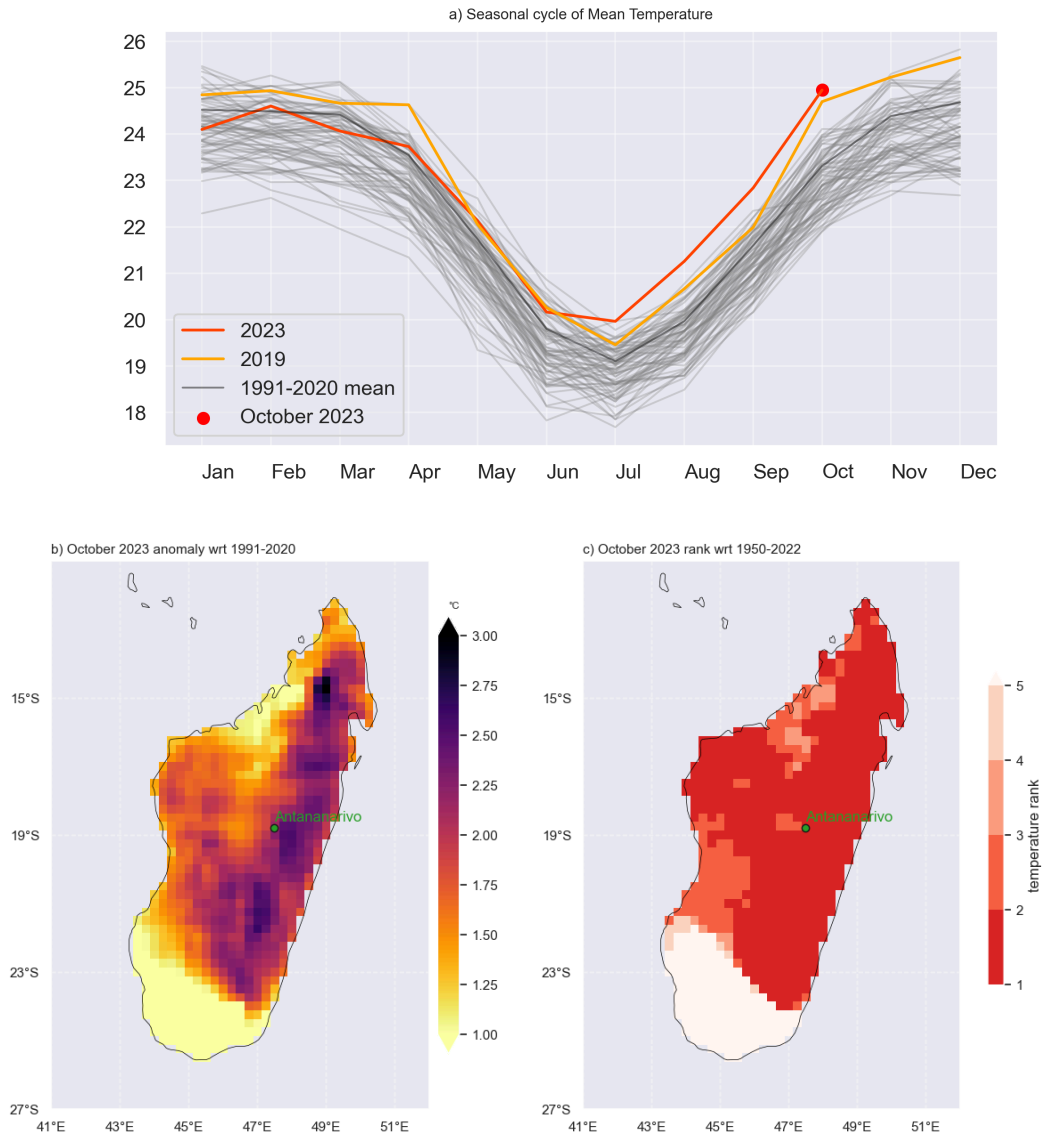 a) Seasonal cycle of Mean Temperature
26
25
24
23
22
21
20
19
18
2023
2019
1991-2020 mean
October 2023
Jan Feb Mar Apr May Jun Jul Aug Sep Oct Nov Dec
b) October 2023 anomaly wrt 1991-2020
15°S
19°S
23°S
27°S
41°E 43°E 45°E 47°E 49°E 51°E
Antananarivo
°C
3.00
2.75
2.50
2.25
2.00
1.75
1.50
1.25
1.00
c) October 2023 rank wrt 1950-2022
15°S
19°S
23°S
27°S
41°E 43°E 45°E 47°E 49°E 51°E
Antananarivo
5
4
3
2
1
temperature rank